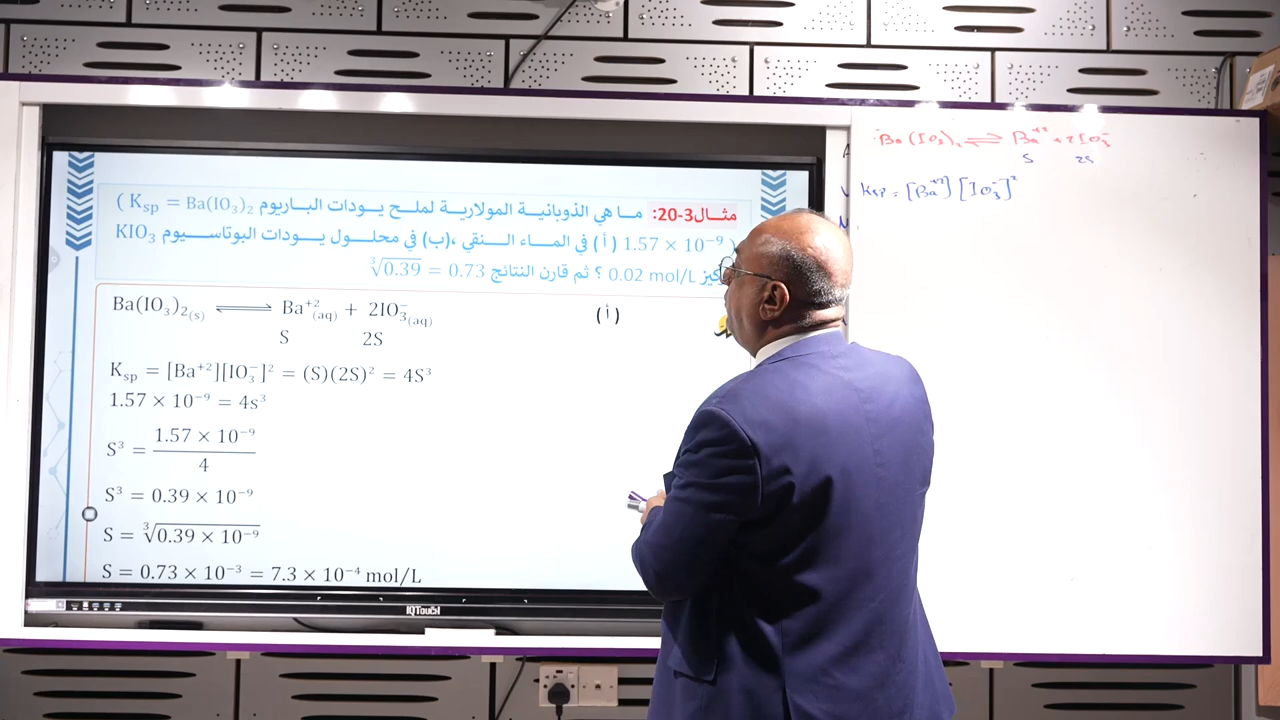 مثال3-20: ما هي الذوبانية المولارية لملح يودات الباريوم Ksp = Ba(IO₃)₂ )
1.57 × 10⁻⁹ ) (أ) في الماء النقي ،(ب) في محلول يودات البوتاسيوم KIO₃
0.02 mol/L ؟ ثم قارن النتائج ∛0.39 = 0.73
Ba(IO₃)₂(s) ⇌ Ba⁺²(aq) + 2IO₃⁻(aq) (أ)
S 2S
Ksp = [Ba⁺²][IO₃⁻]² = (S)(2S)² = 4S³
1.57 × 10⁻⁹ = 4s³
S³ = 1.57 × 10⁻⁹ / 4
S³ = 0.39 × 10⁻⁹
S = ∛0.39 × 10⁻⁹
S = 0.73 × 10⁻³ = 7.3 × 10⁻⁴ mol/L
IQTouch
Ba(IO₃)₂ ⇌ Ba⁺² + 2IO₃⁻
S 2S
Ksp = [Ba⁺²] [IO₃⁻]²